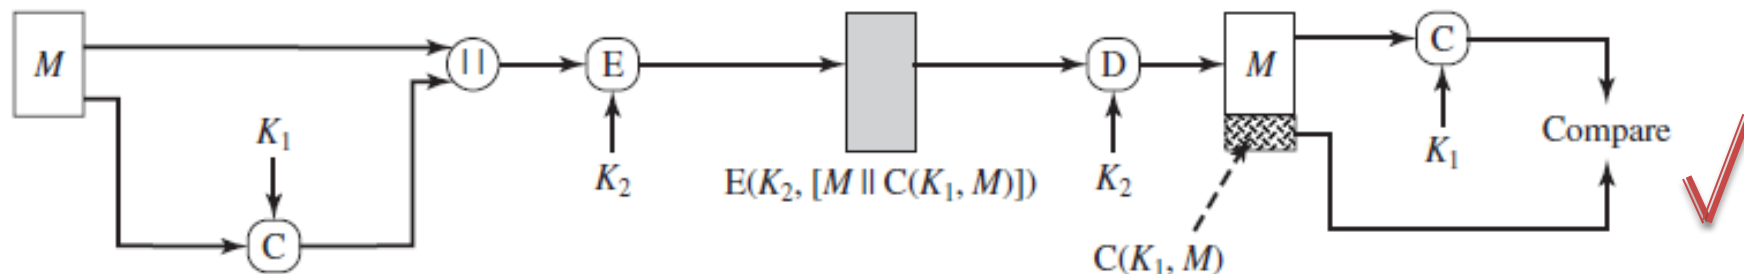 M
||
E
D
M
C
K₁
K₂
E(K₂, [M || C(K₁, M)])
K₂
K₁
Compare
C
C(K₁, M)